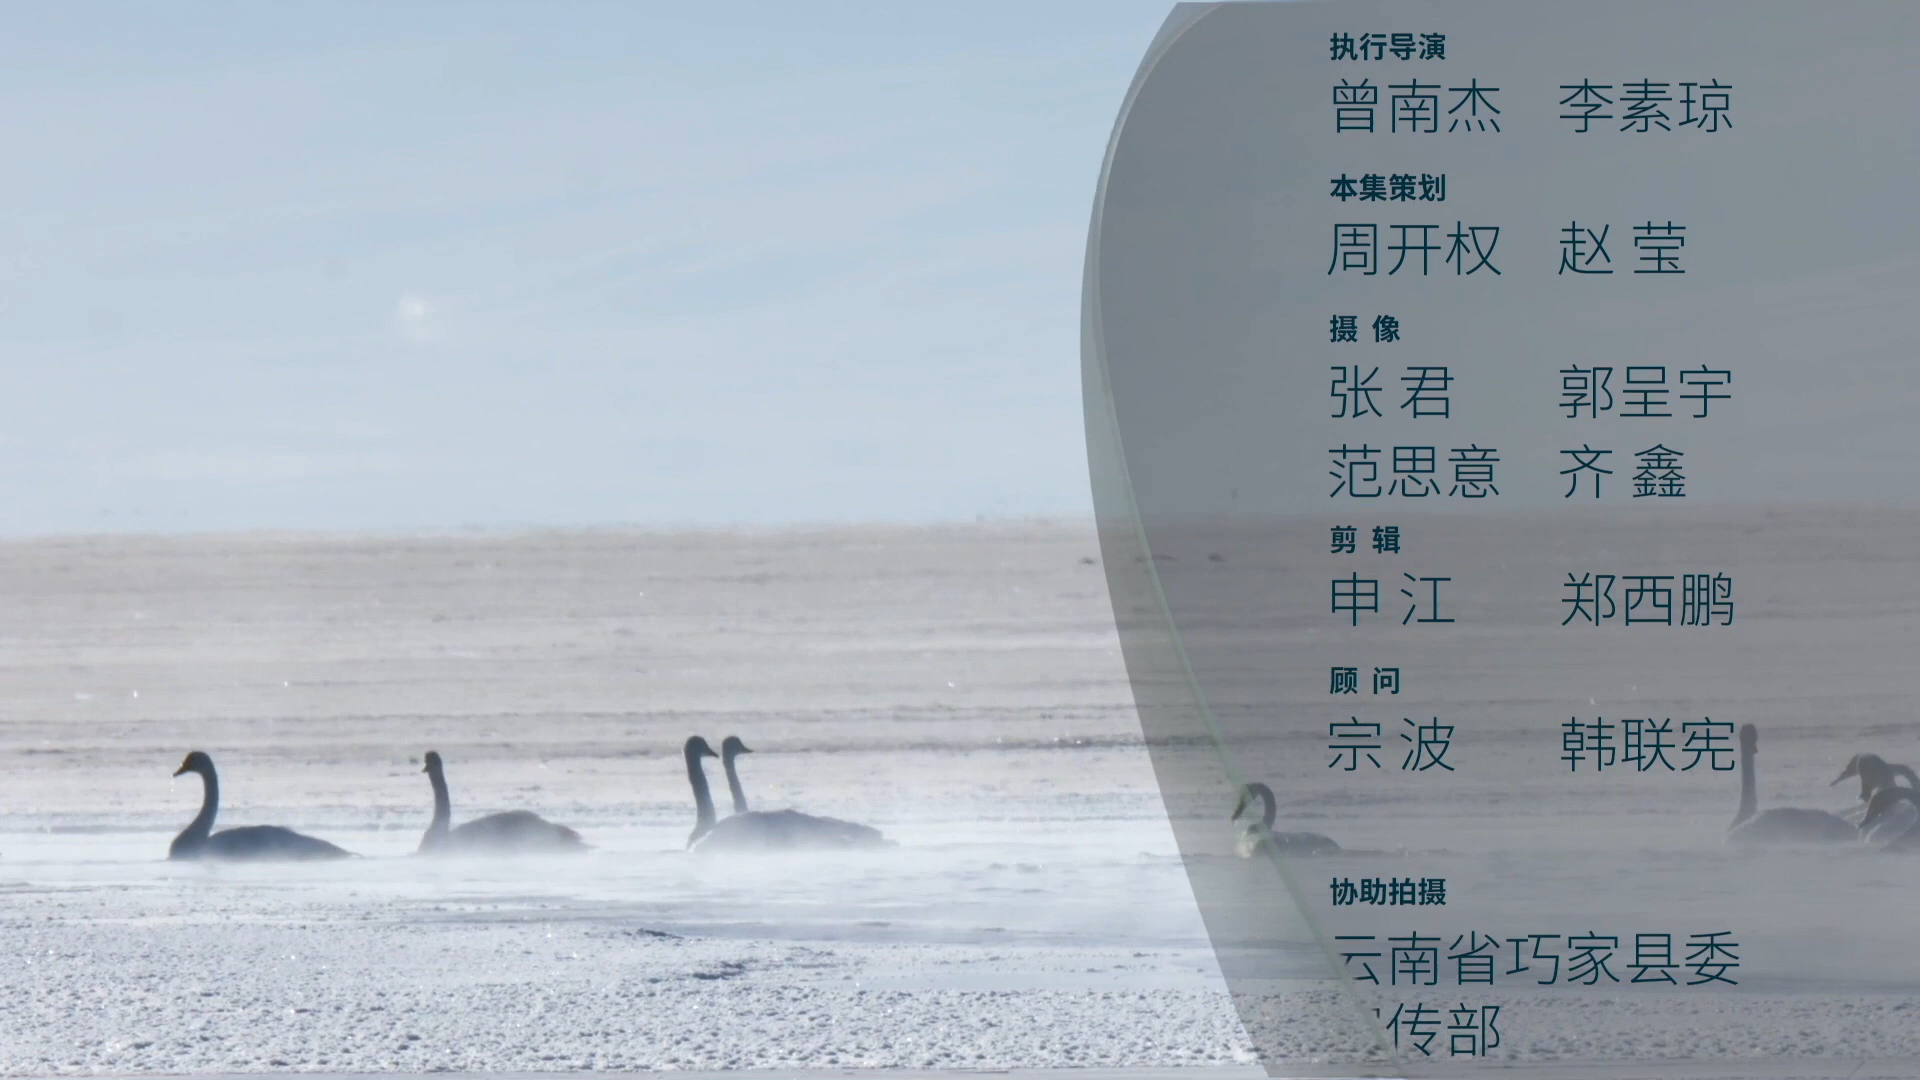 执行导演
曾南杰 李素琼
本集策划
周开权 赵 莹
摄 像
张 君 郭呈宇
范思意 齐 鑫
剪 辑
申 江 郑西鹏
顾 问
宗 波 韩联宪
协助拍摄
云南省巧家县委
传部